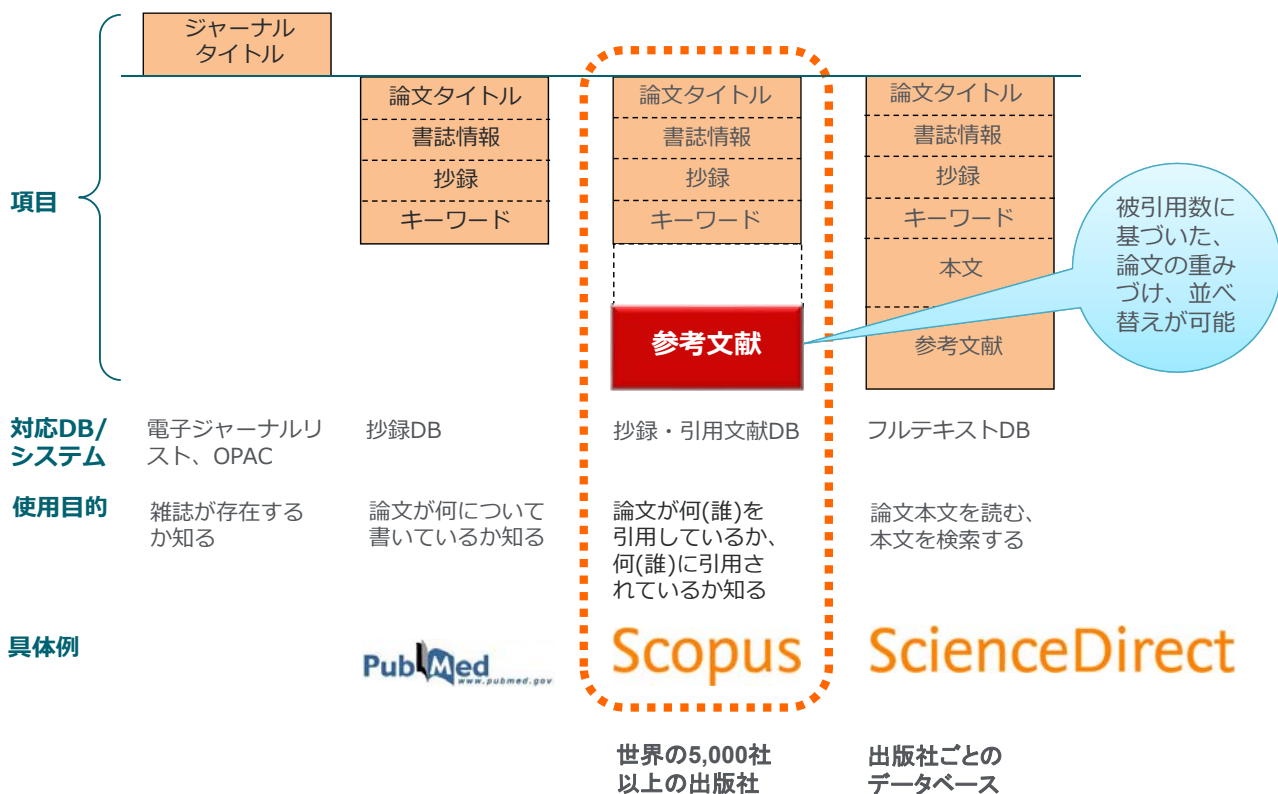 ジャーナル
タイトル
論文タイトル
書誌情報
抄録
キーワード
論文タイトル
書誌情報
抄録
キーワード
参考文献
論文タイトル
書誌情報
抄録
キーワード
本文
参考文献
被引用数に
基づいた、
論文の重み
づけ、並べ
替えが可能
項目
対応DB/
システム
電子ジャーナルリ
スト、OPAC
抄録DB
抄録・引用文献DB
フルテキストDB
使用目的
雑誌が存在する
か知る
論文が何について
書いているか知る
論文が何(誰)を
引用しているか、
何(誰)に引用さ
れているか知る
論文本文を読む、
本文を検索する
具体例
PubMed
www.pubmed.gov
Scopus
ScienceDirect
世界の5,000社
以上の出版社
出版社ごとの
データベース